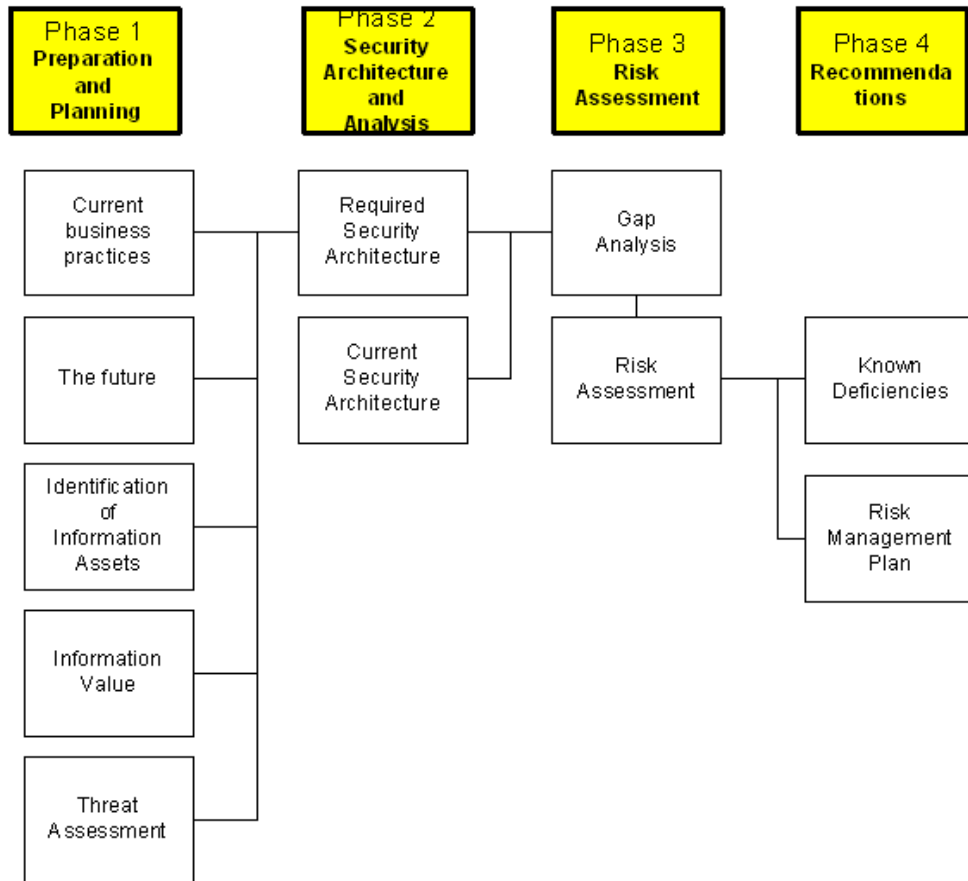 Phase 1
Preparation
and
Planning
Phase 2
Security
Architecture
and
Analysis
Phase 3
Risk
Assessment
Phase 4
Recommenda
tions
Current
business
practices
Required
Security
Architecture
Gap
Analysis
The future
Current
Security
Architecture
Risk
Assessment
Known
Deficiencies
Identification
of
Information
Assets
Risk
Management
Plan
Information
Value
Threat
Assessment